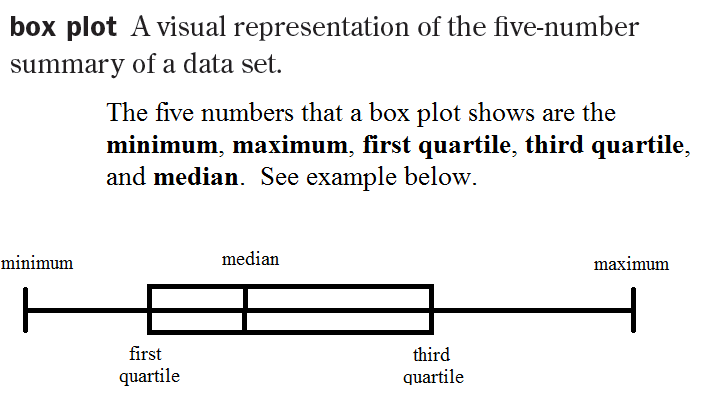 box plot A visual representation of the five-number
summary of a data set.
The five numbers that a box plot shows are the
minimum, maximum, first quartile, third quartile,
and median. See example below.
minimum
median
maximum
first
quartile
third
quartile